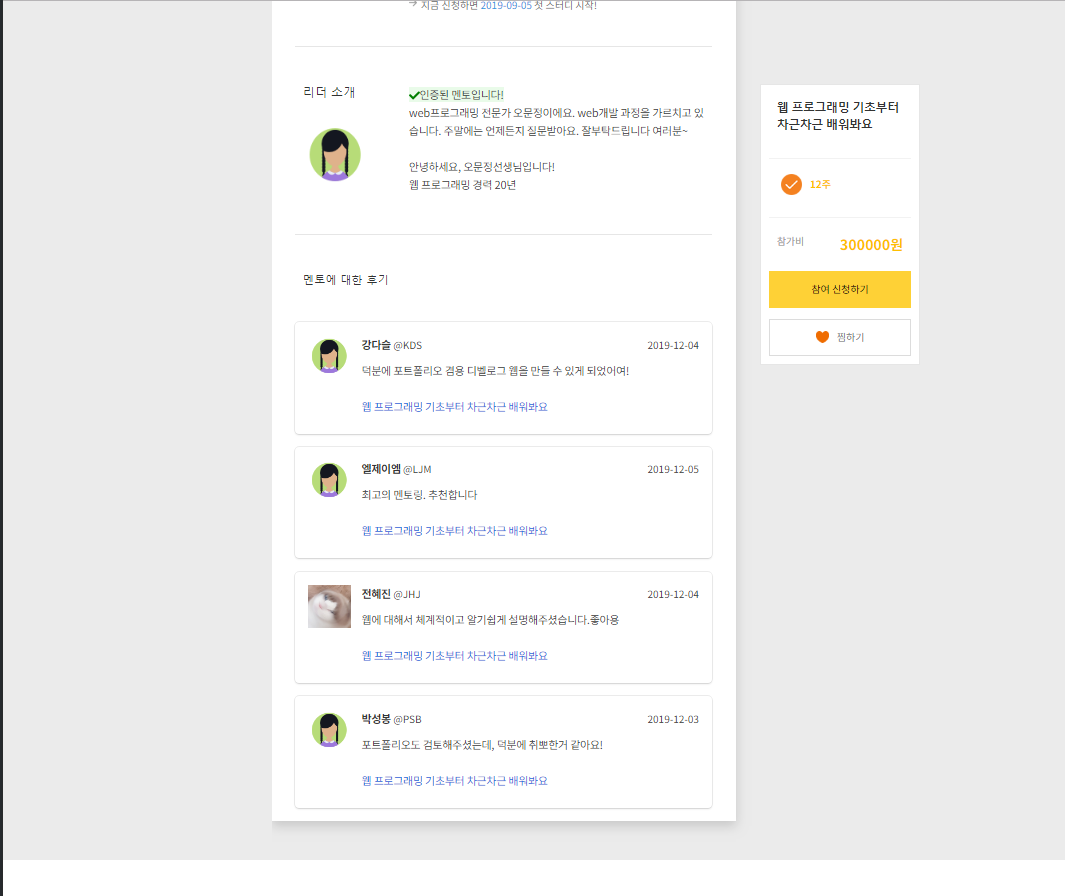 지금 신청하면 2019-09-05 첫 스터디 시작!
리더 소개
인증된 멘토입니다!
web프로그래밍 전문가 오문정이에요. web개발 과정을 가르치고 있
습니다. 주말에는 언제든지 질문받아요. 잘부탁드립니다 여러분~
안녕하세요, 오문정선생님입니다!
웹 프로그래밍 경력 20년
멘토에 대한 후기
강다슬 @KDS 2019-12-04
덕분에 포트폴리오 겸용 디벨로그 웹을 만들 수 있게 되었어여!
웹 프로그래밍 기초부터 차근차근 배워봐요
엘제이엠 @LJM 2019-12-05
최고의 멘토링. 추천합니다
웹 프로그래밍 기초부터 차근차근 배워봐요
전혜진 @JHJ 2019-12-04
웹에 대해서 체계적이고 알기쉽게 설명해주셨습니다.좋아용
웹 프로그래밍 기초부터 차근차근 배워봐요
박성봉 @PSB 2019-12-03
포트폴리오도 검토해주셨는데, 덕분에 취뽀한거 같아요!
웹 프로그래밍 기초부터 차근차근 배워봐요
웹 프로그래밍 기초부터
차근차근 배워봐요
12주
참가비 300000원
참여 신청하기
찜하기